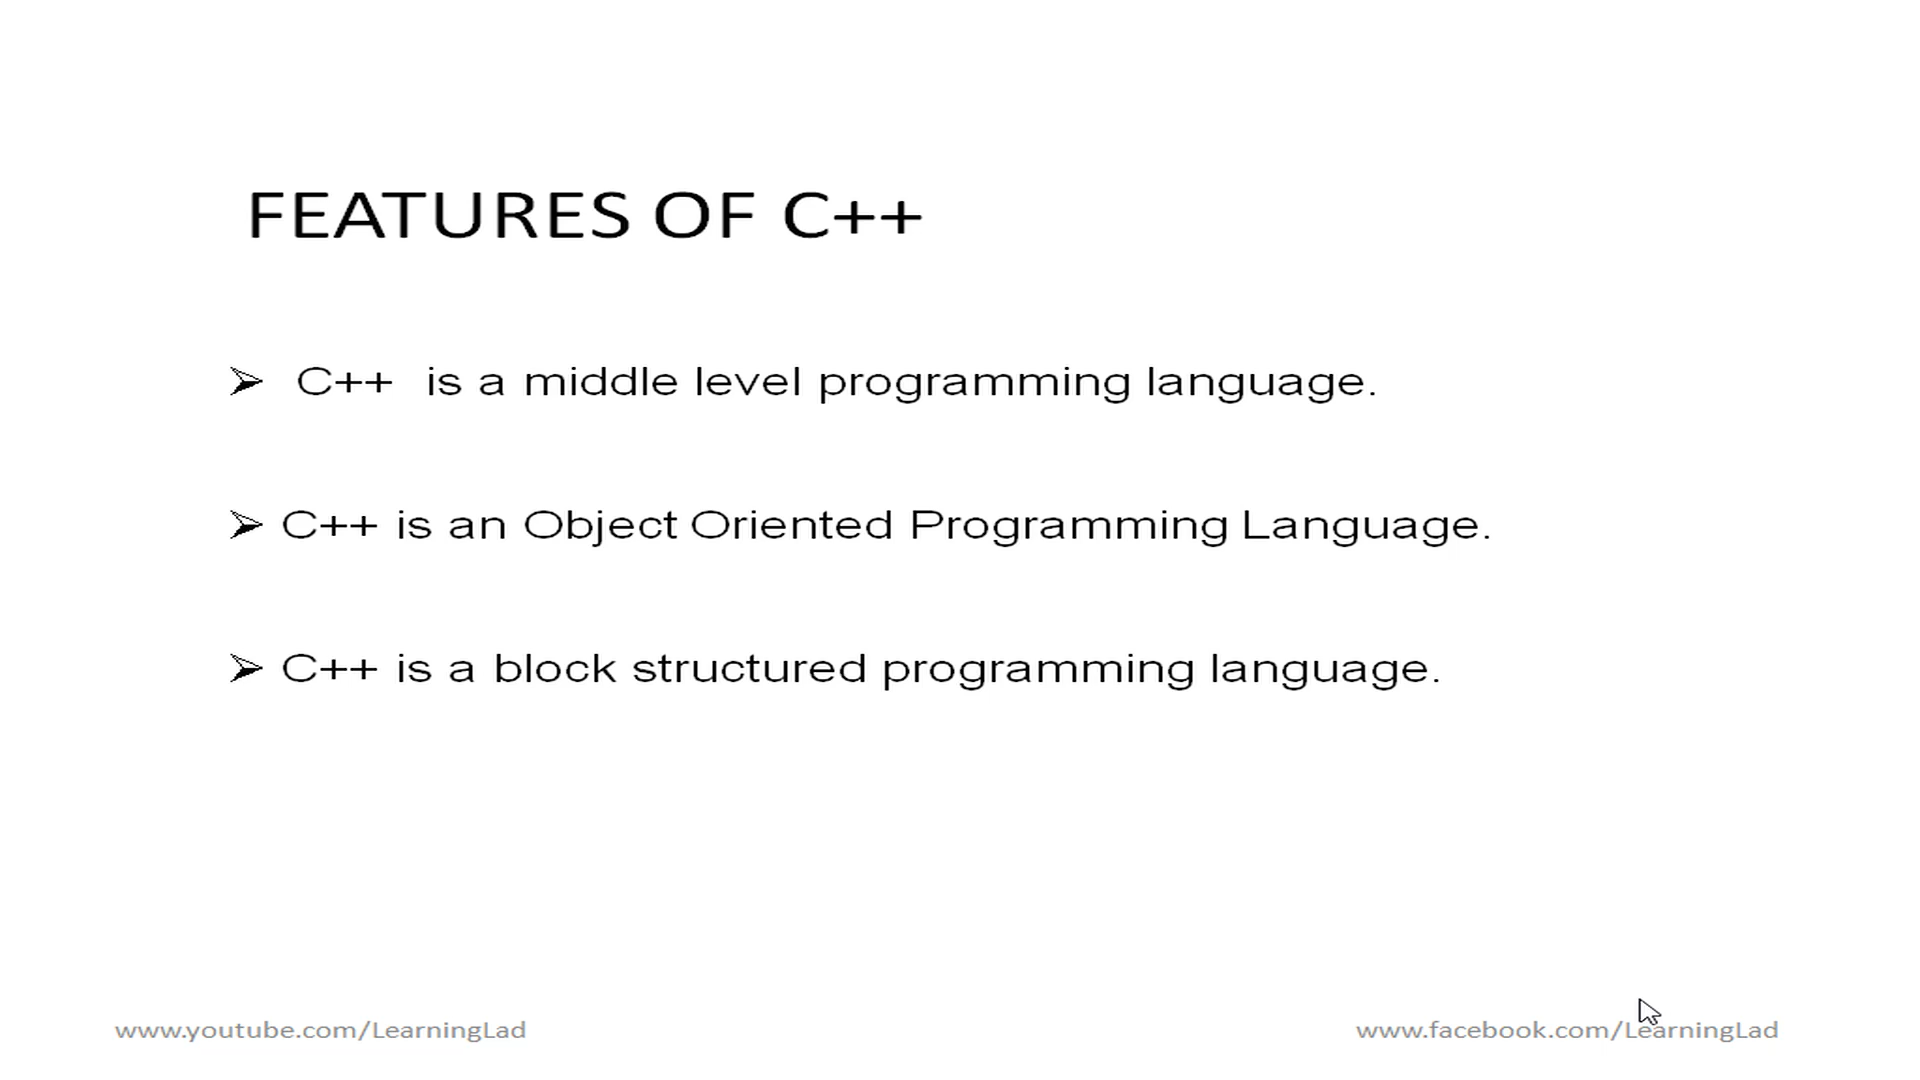 FEATURES OF C++
➢ C++ is a middle level programming language.
➢ C++ is an Object Oriented Programming Language.
➢ C++ is a block structured programming language.
www.youtube.com/LearningLad
www.facebook.com/LearningLad